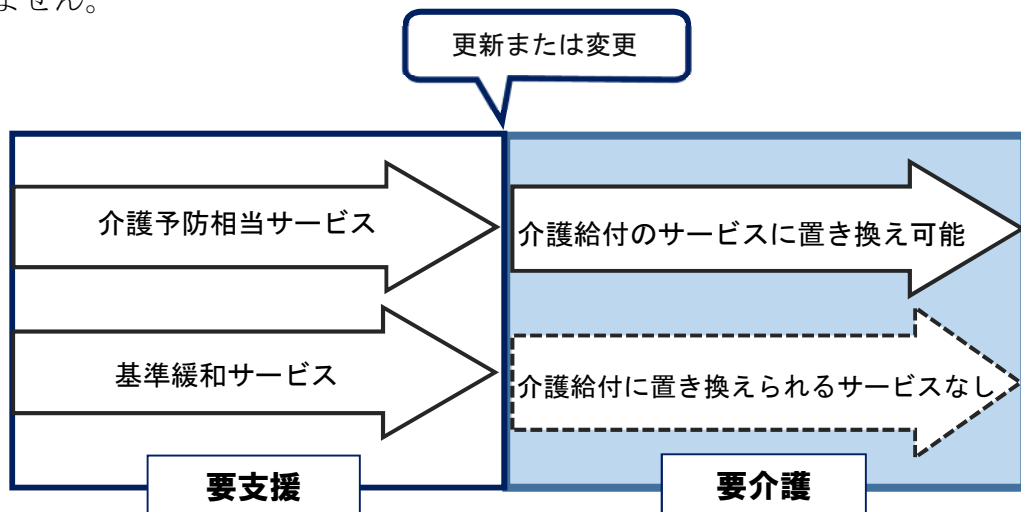 ません。
更新または変更
介護予防相当サービス
介護給付のサービスに置き換え可能
基準緩和サービス
介護給付に置き換えられるサービスなし
要支援
要介護